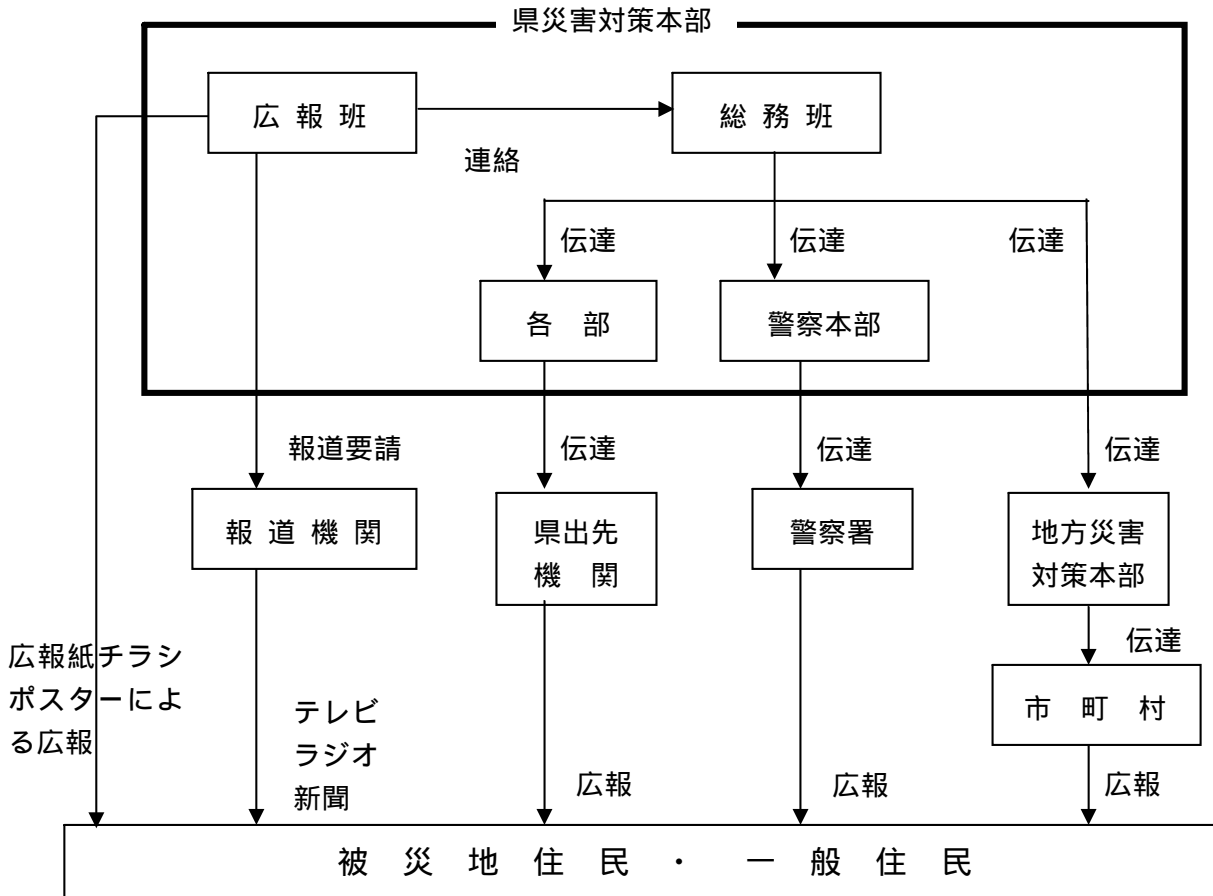 県災害対策本部
広報班
総務班
連絡
伝達
伝達
伝達
各部
警察本部
報道要請
伝達
伝達
伝達
報道機関
県出先
機関
警察署
地方災害
対策本部
伝達
広報紙チラシ
ポスターによ
る広報
市町村
テレビ
ラジオ
新聞
広報
広報
広報
被災地住民・一般住民